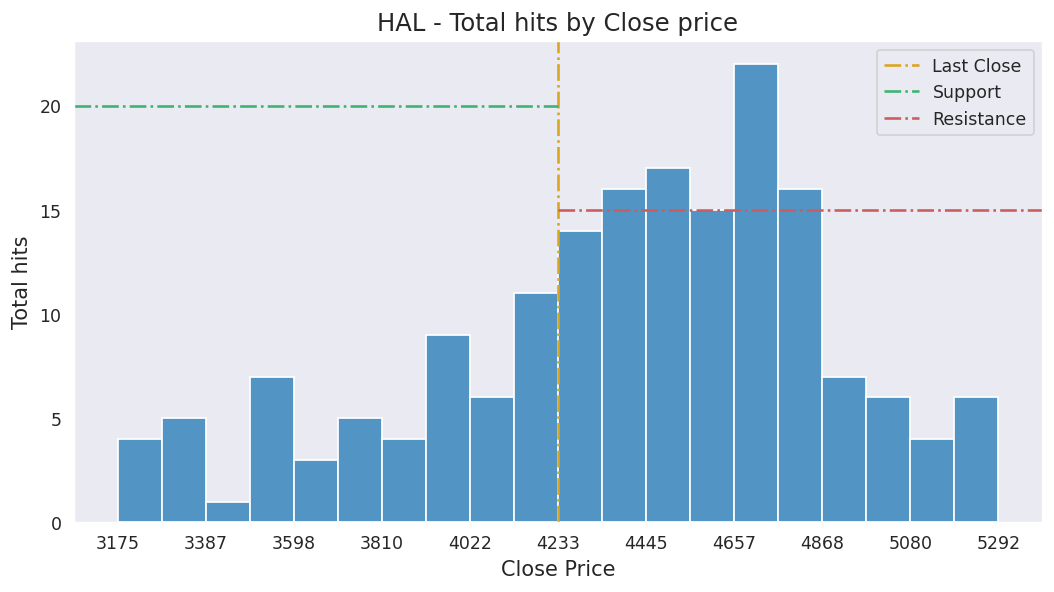 HAL - Total hits by Close price
Last Close
Support
Resistance
Total hits
20
15
10
5
0
3175 3387 3598 3810 4022 4233 4445 4657 4868 5080 5292
Close Price